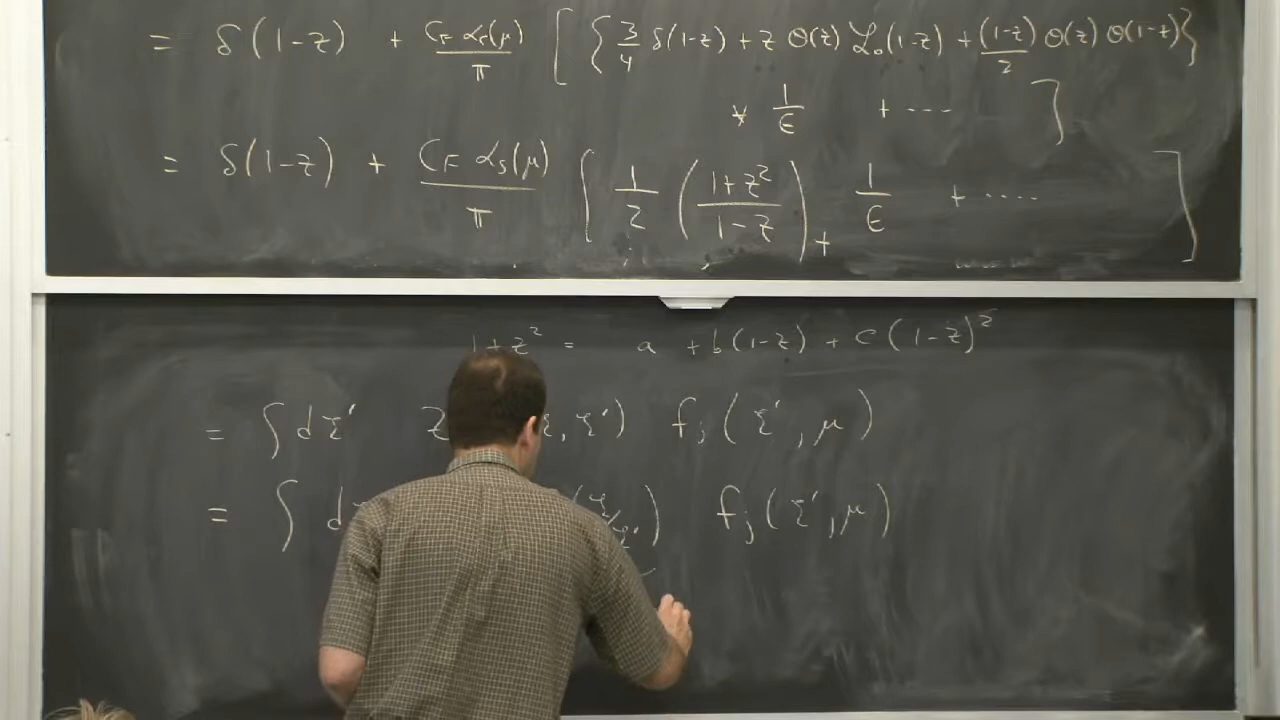 = δ(1-z) + C_F α_s(μ)/π [ { 3/4 δ(1-z) + z Θ(z) ℒ₀(1-z) + (1-z)/2 Θ(z) Θ(1-z) }
* 1/ε + ---- ]
= δ(1-z) + C_F α_s(μ)/π [ 1/2 ( (1+z²)/(1-z) )₊ 1/ε + ---- ]
1+z² = a + b(1-z) + c(1-z)²
= ∫ dξ' Z ξ, ξ') f_j(ξ', μ)
= ∫ d (ξ/ξ') f_j(ξ', μ)